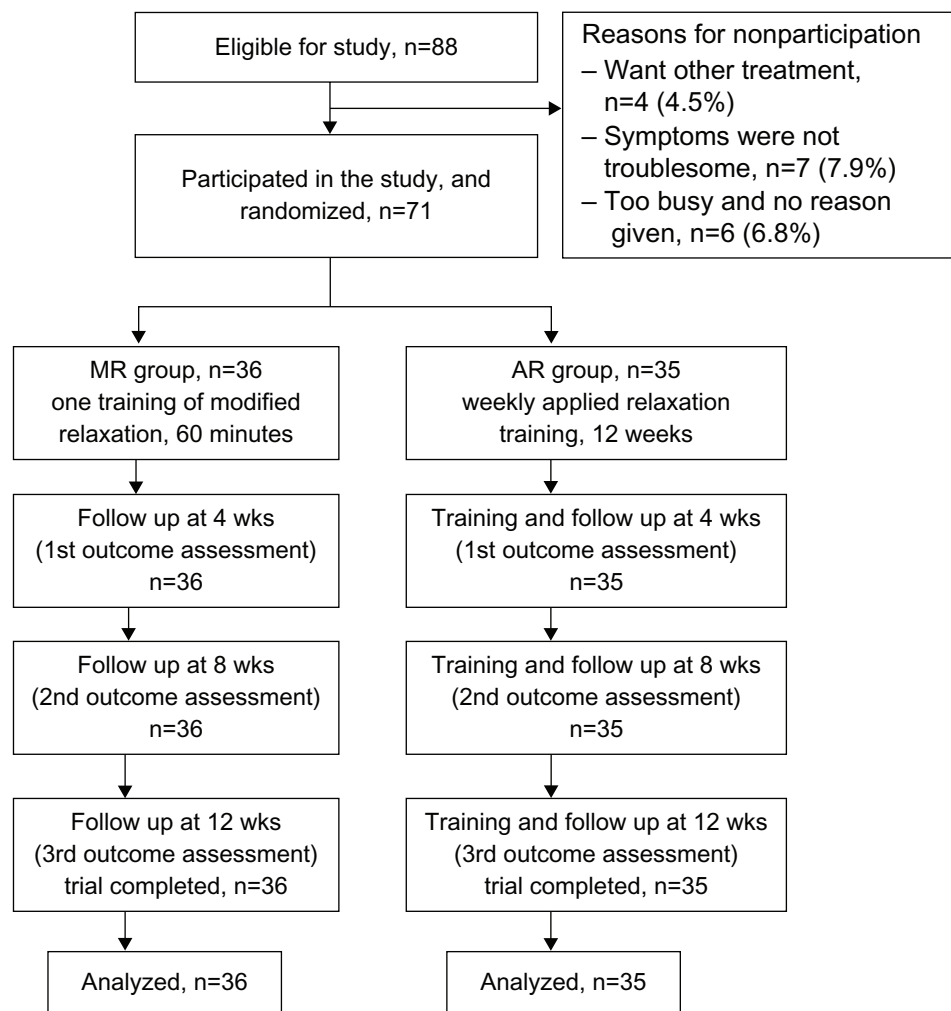 Eligible for study, n=88
Reasons for nonparticipation
– Want other treatment,
n=4 (4.5%)
– Symptoms were not
troublesome, n=7 (7.9%)
– Too busy and no reason
given, n=6 (6.8%)
Participated in the study, and
randomized, n=71
MR group, n=36
one training of modified
relaxation, 60 minutes
AR group, n=35
weekly applied relaxation
training, 12 weeks
Follow up at 4 wks
(1st outcome assessment)
n=36
Training and follow up at 4 wks
(1st outcome assessment)
n=35
Follow up at 8 wks
(2nd outcome assessment)
n=36
Training and follow up at 8 wks
(2nd outcome assessment)
n=35
Follow up at 12 wks
(3rd outcome assessment)
trial completed, n=36
Training and follow up at 12 wks
(3rd outcome assessment)
trial completed, n=35
Analyzed, n=36
Analyzed, n=35